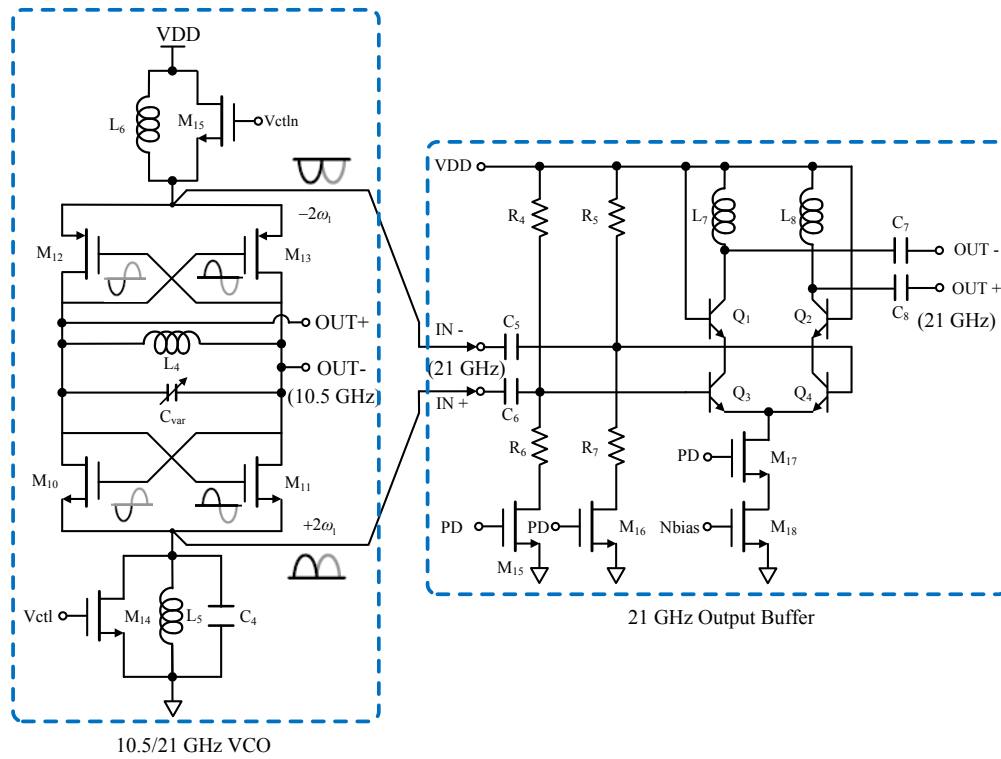 VDD
L6
M15
Vctln
−2ω1
M12
M13
OUT+
L4
OUT-
(10.5 GHz)
Cvar
M10
M11
+2ω1
Vctl
M14
L5
C4
10.5/21 GHz VCO
VDD
R4
R5
L7
L8
C7
OUT -
OUT +
C8
(21 GHz)
Q1
Q2
IN -
C5
(21 GHz)
IN +
C6
Q3
Q4
R6
R7
PD
M17
PD
M15
PD
M16
Nbias
M18
21 GHz Output Buffer